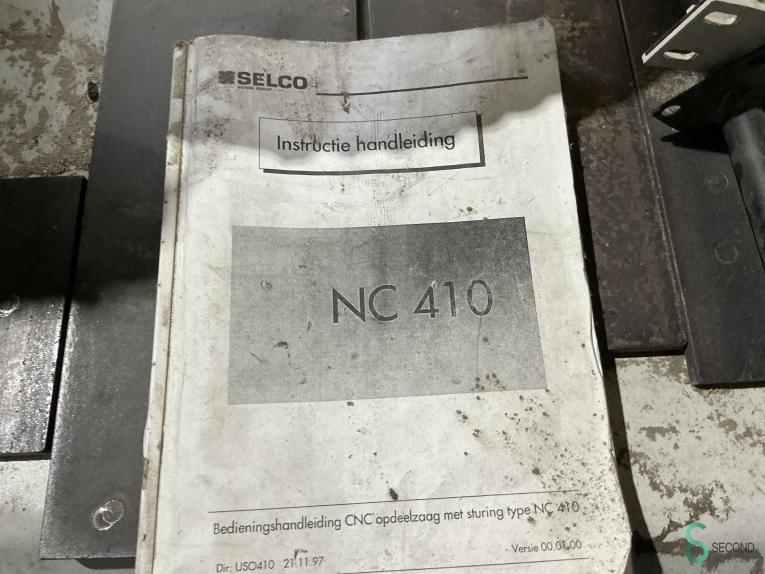 SELCO
Instructie handleiding
NC 410
Bedieningshandleiding CNC opdeelzaag met sturing type NC 410
Versie 00.01.00
Dir: USO410 21.11.97
SECOND